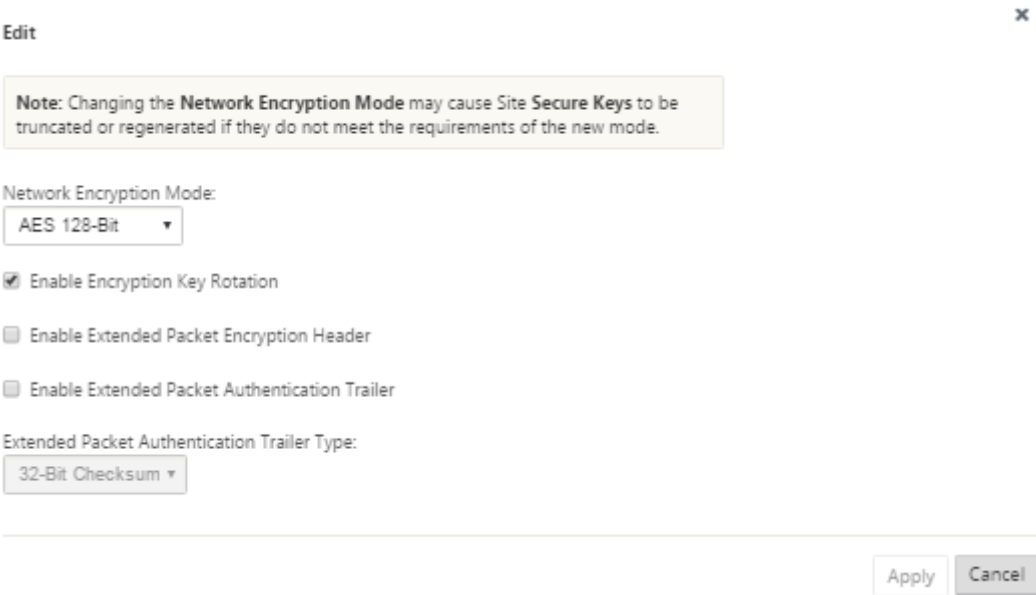 Edit
Note: Changing the Network Encryption Mode may cause Site Secure Keys to be
truncated or regenerated if they do not meet the requirements of the new mode.
Network Encryption Mode:
AES 128-Bit
Enable Encryption Key Rotation
Enable Extended Packet Encryption Header
Enable Extended Packet Authentication Trailer
Extended Packet Authentication Trailer Type:
32-Bit Checksum
Apply Cancel